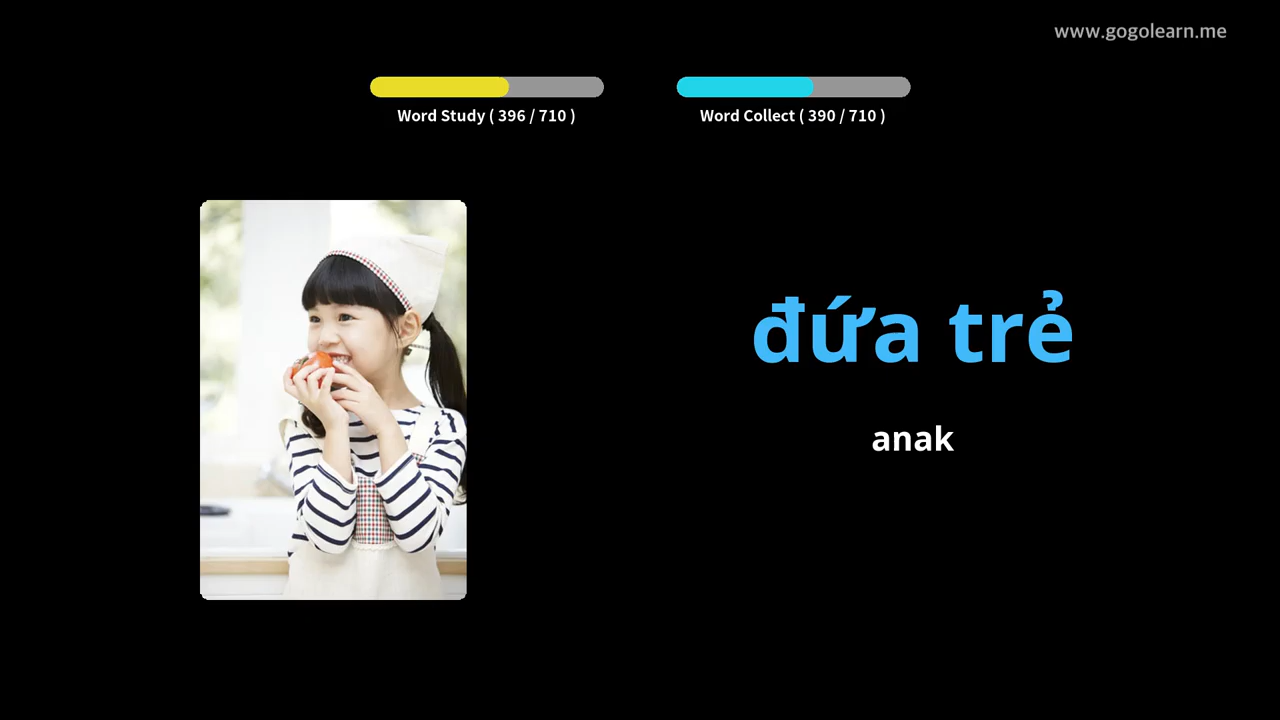 www.gogolearn.me
Word Study ( 396 / 710 )
Word Collect ( 390 / 710 )
đứa trẻ
anak